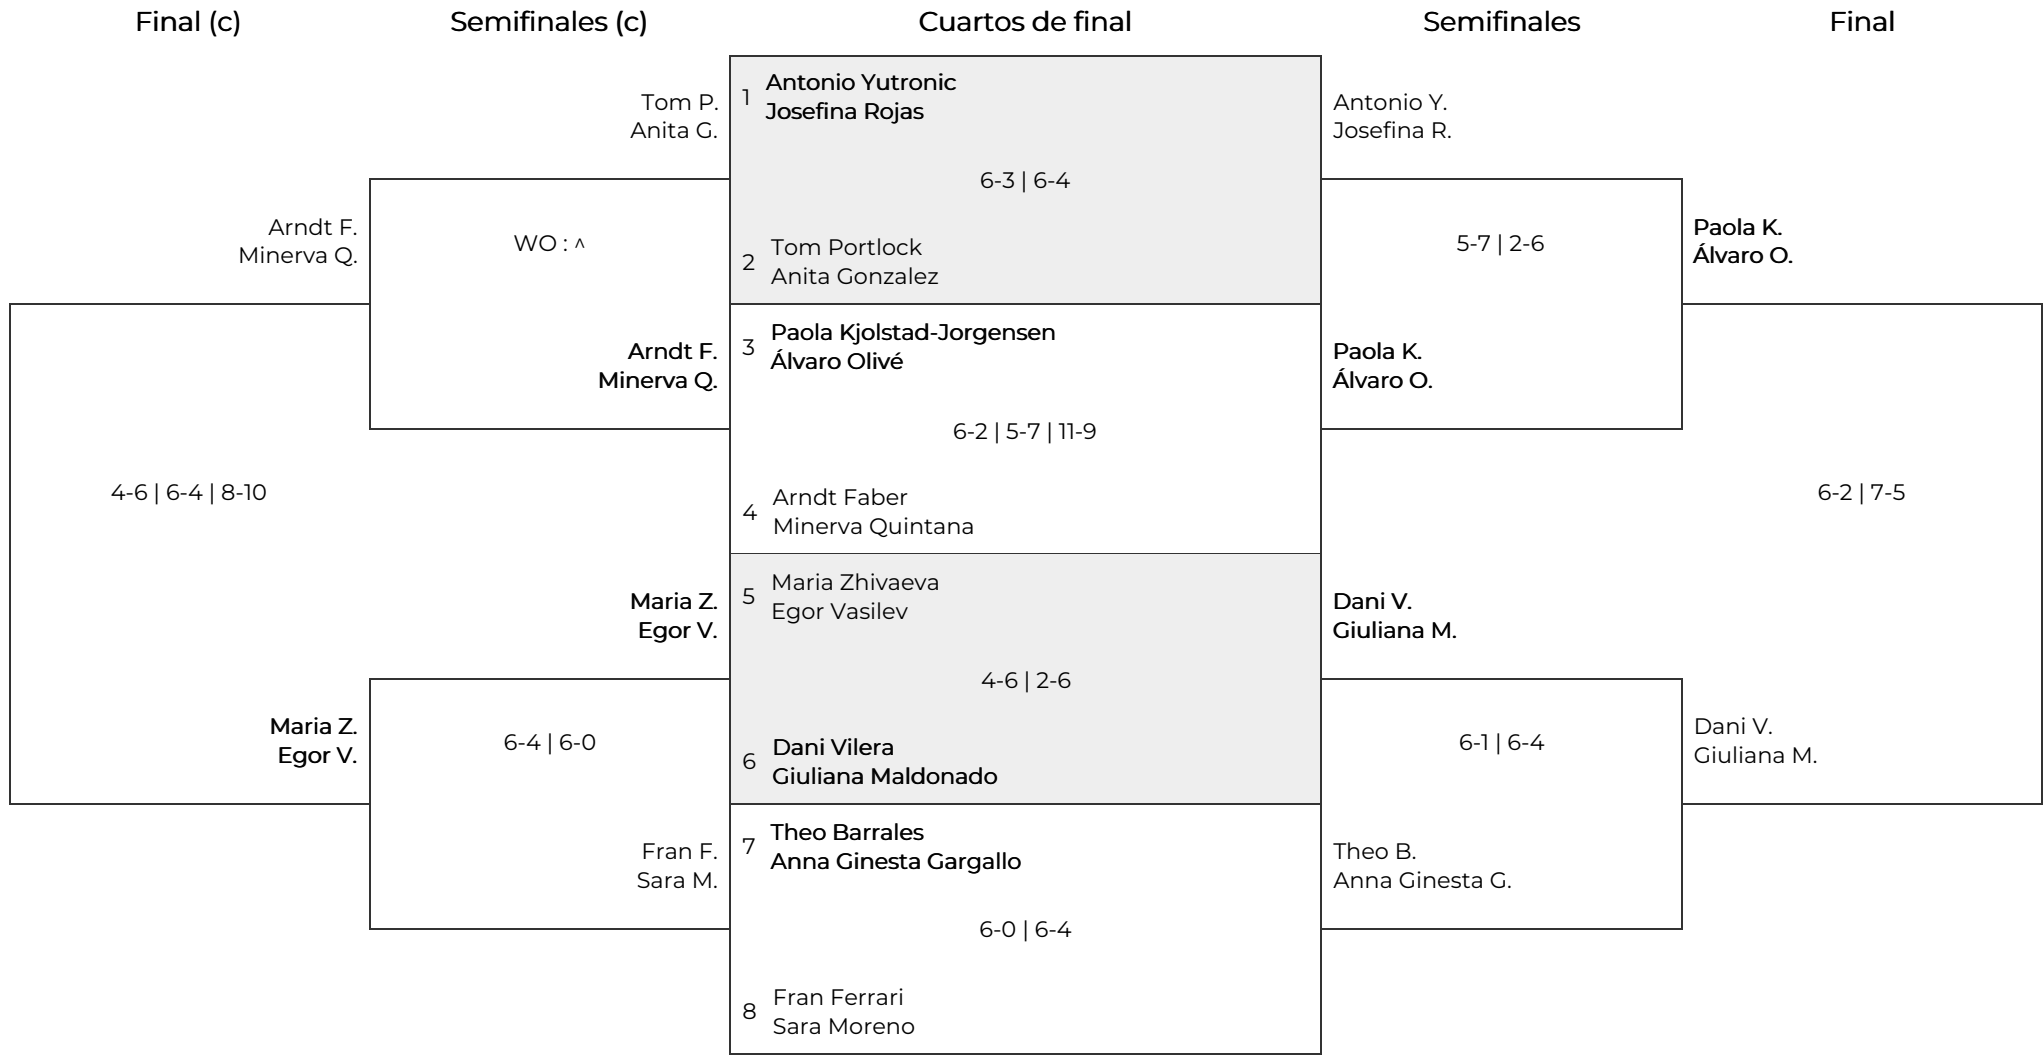 Final (c)
Semifinales (c)
Cuartos de final
Semifinales
Final
Arndt F.
Minerva Q.
4-6 | 6-4 | 8-10
Maria Z.
Egor V.
Tom P.
Anita G.
WO : ^
Arndt F.
Minerva Q.
Maria Z.
Egor V.
6-4 | 6-0
Fran F.
Sara M.
1
Antonio Yutronic
Josefina Rojas
6-3 | 6-4
2
Tom Portlock
Anita Gonzalez
3
Paola Kjolstad-Jorgensen
Álvaro Olivé
6-2 | 5-7 | 11-9
4
Arndt Faber
Minerva Quintana
5
Maria Zhivaeva
Egor Vasilev
4-6 | 2-6
6
Dani Vilera
Giuliana Maldonado
7
Theo Barrales
Anna Ginesta Gargallo
6-0 | 6-4
8
Fran Ferrari
Sara Moreno
Antonio Y.
Josefina R.
5-7 | 2-6
Paola K.
Álvaro O.
Dani V.
Giuliana M.
6-1 | 6-4
Theo B.
Anna Ginesta G.
Paola K.
Álvaro O.
6-2 | 7-5
Dani V.
Giuliana M.